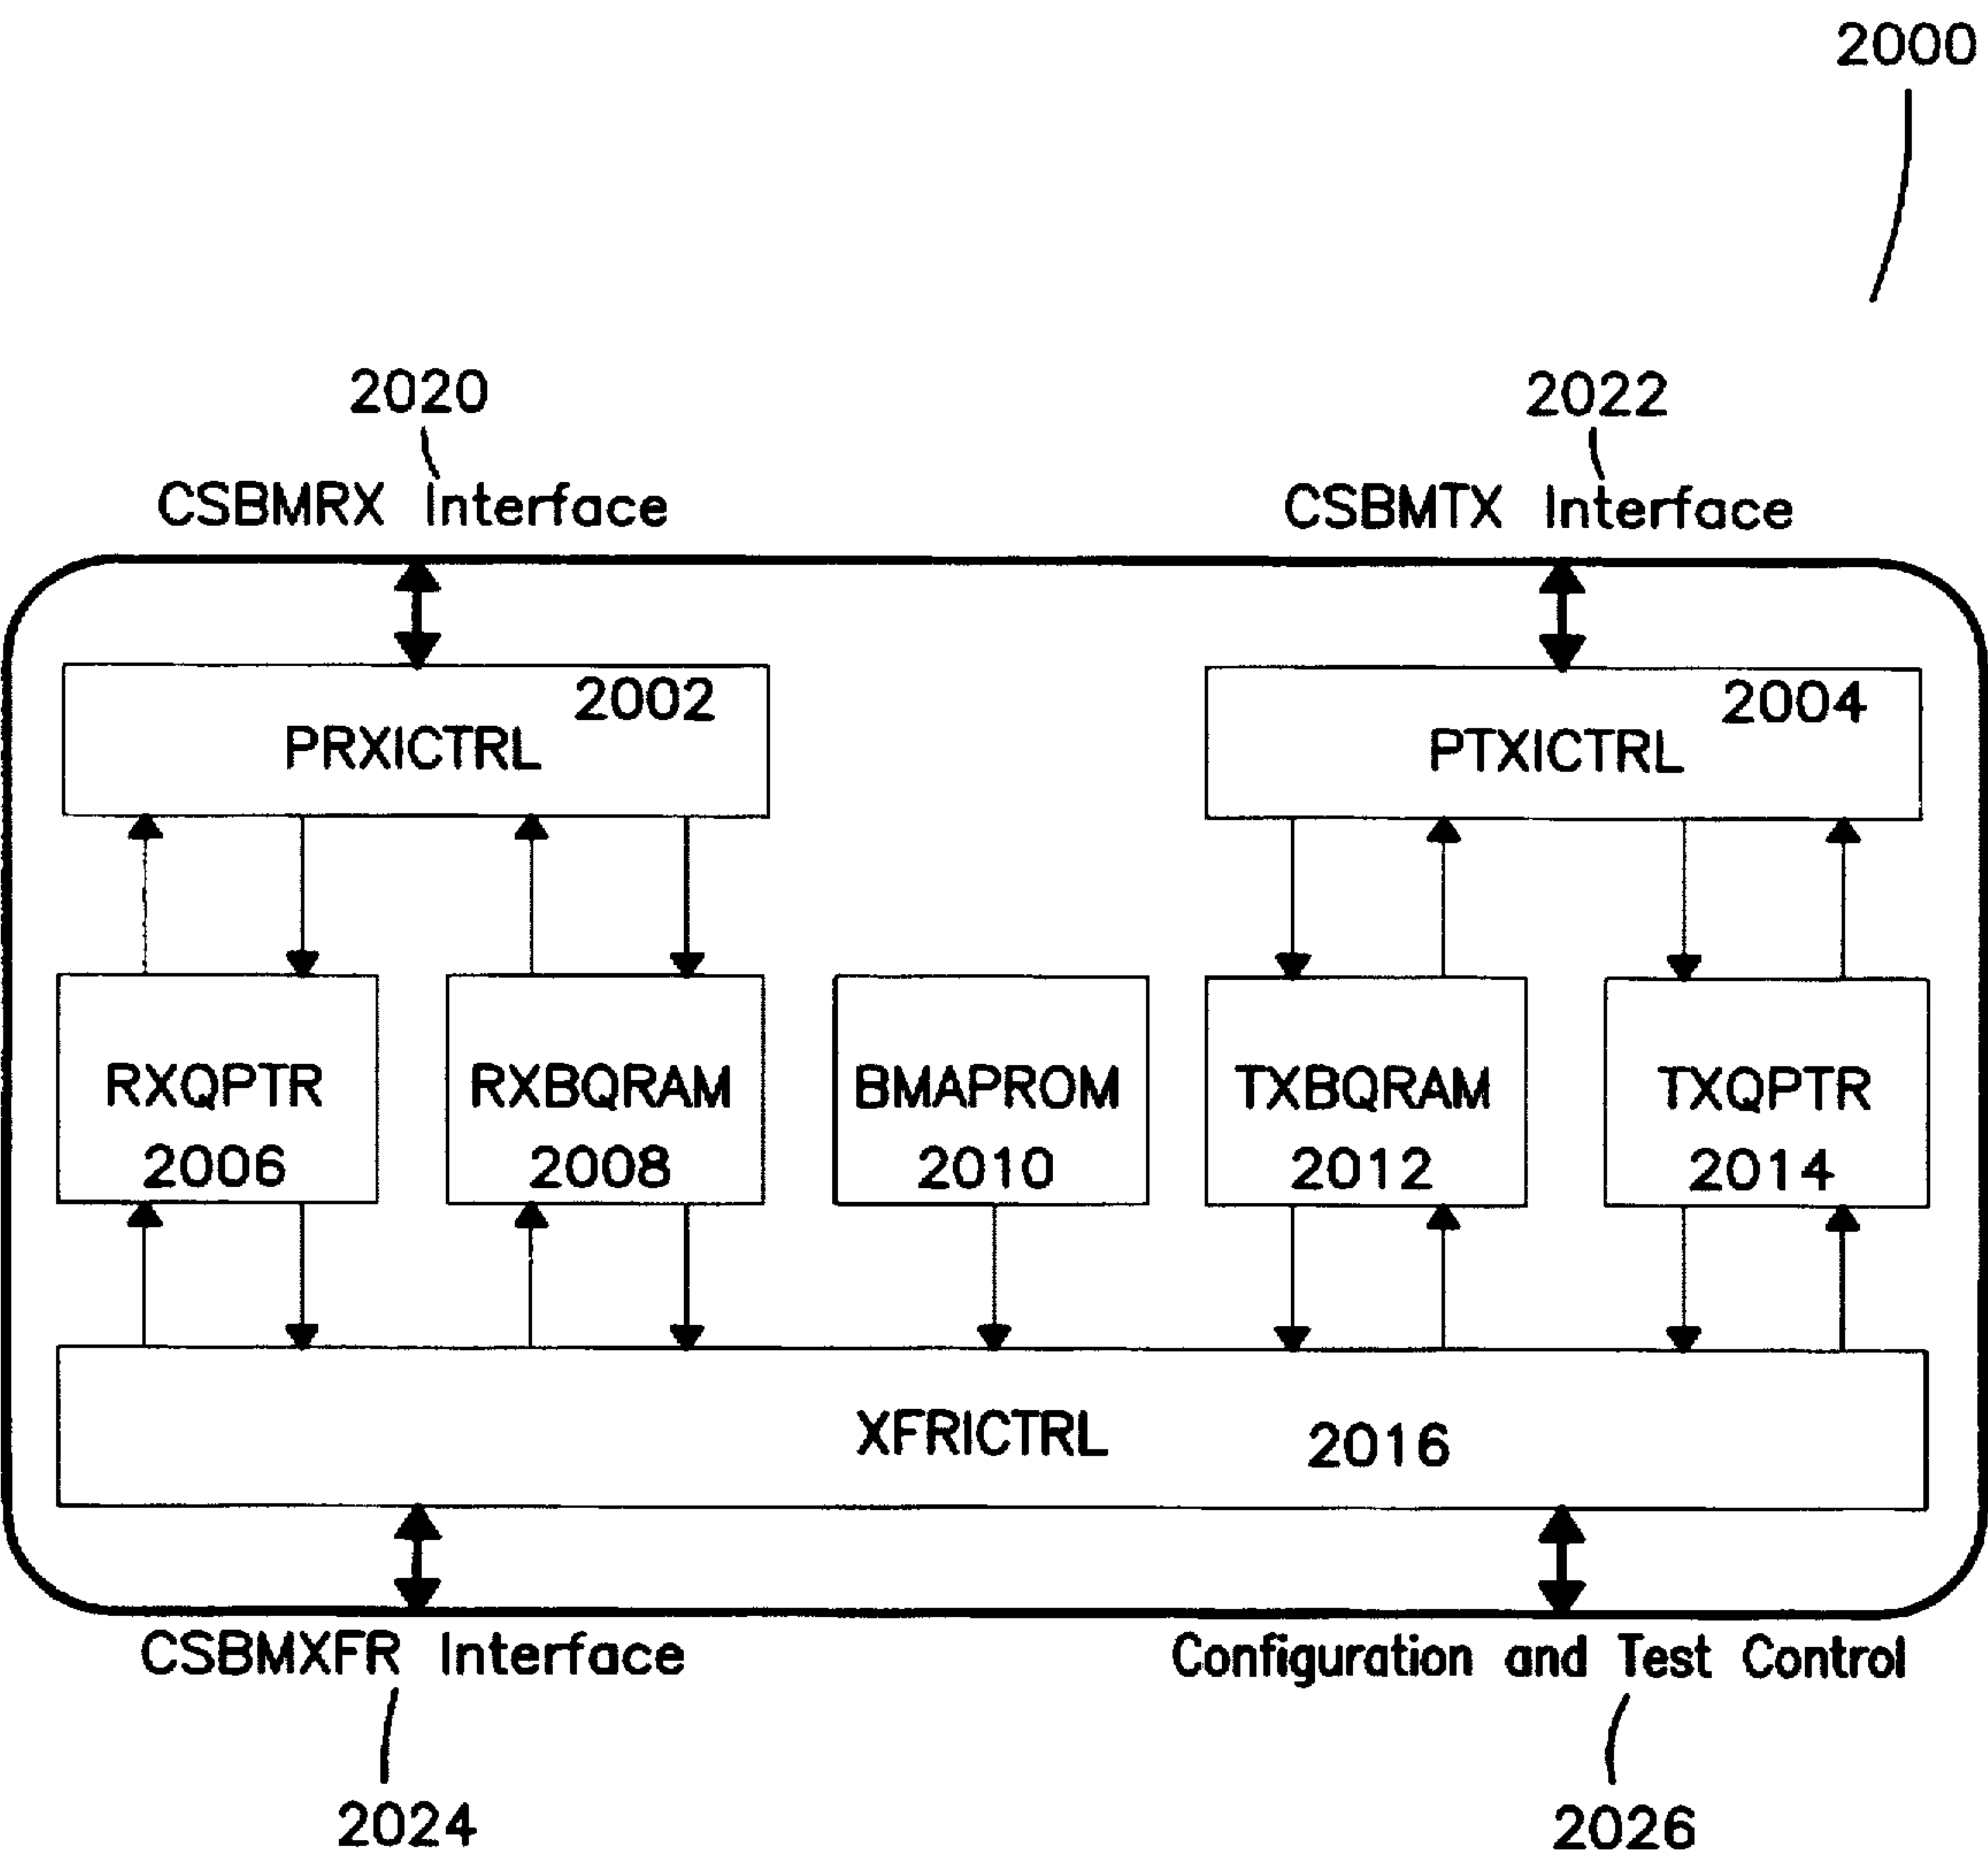 2000
2020
2022
CSBMRX Interface
CSBMTX Interface
2002
PRXICTRL
2004
PTXICTRL
RXQPTR
2006
RXBQRAM
2008
BMAPROM
2010
TXBQRAM
2012
TXQPTR
2014
XFRICTRL 2016
CSBMXFR Interface
Configuration and Test Control
2024
2026